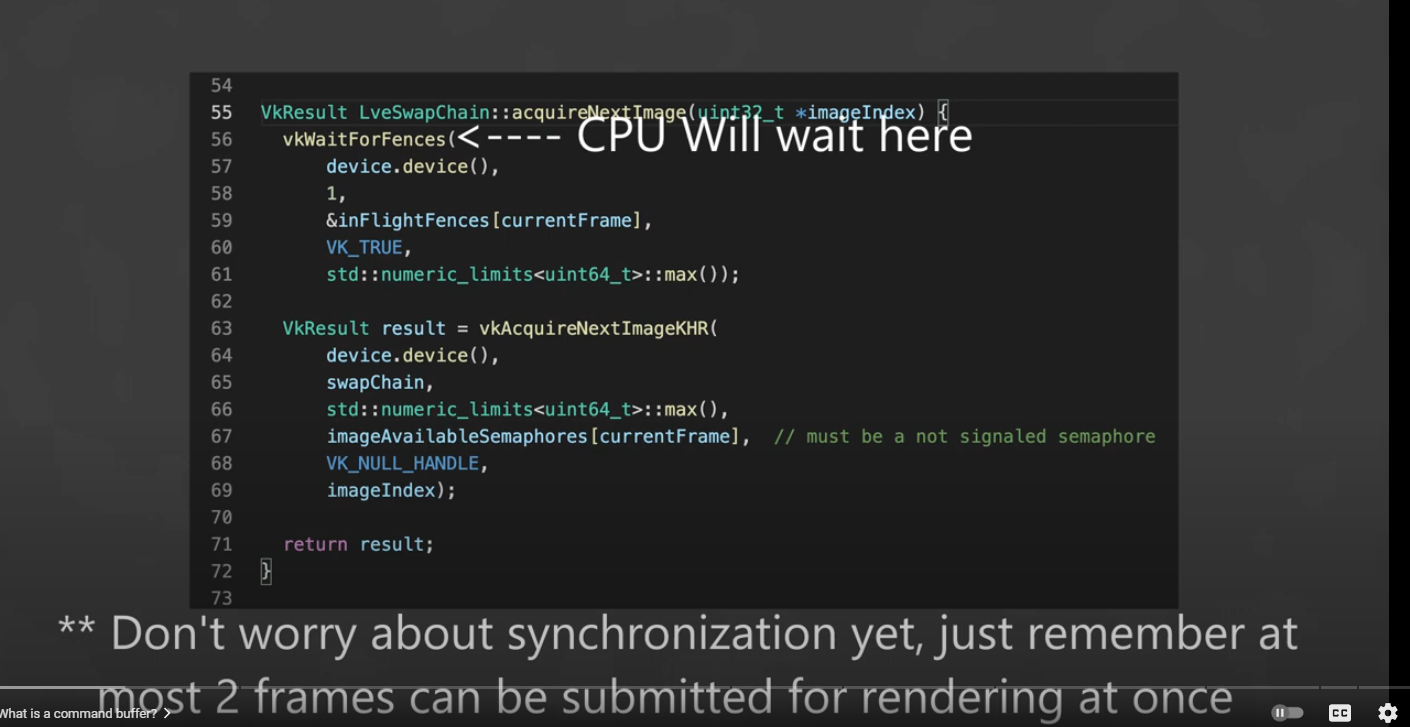 54
55 VkResult LveSwapChain::acquireNextImage(uint32_t *imageIndex) {
56 vkWaitForFences(<---- CPU Will wait here
57 device.device(),
58 1,
59 &inFlightFences[currentFrame],
60 VK_TRUE,
61 std::numeric_limits<uint64_t>::max());
62
63 VkResult result = vkAcquireNextImageKHR(
64 device.device(),
65 swapChain,
66 std::numeric_limits<uint64_t>::max(),
67 imageAvailableSemaphores[currentFrame], // must be a not signaled semaphore
68 VK_NULL_HANDLE,
69 imageIndex);
70
71 return result;
72 }
73
** Don't worry about synchronization yet, just remember at
most 2 frames can be submitted for rendering at once
What is a command buffer? >
CC